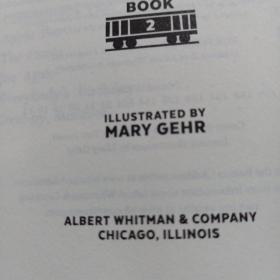 BOOK
2
ILLUSTRATED BY
MARY GEHR
ALBERT WHITMAN & COMPANY
CHICAGO, ILLINOIS